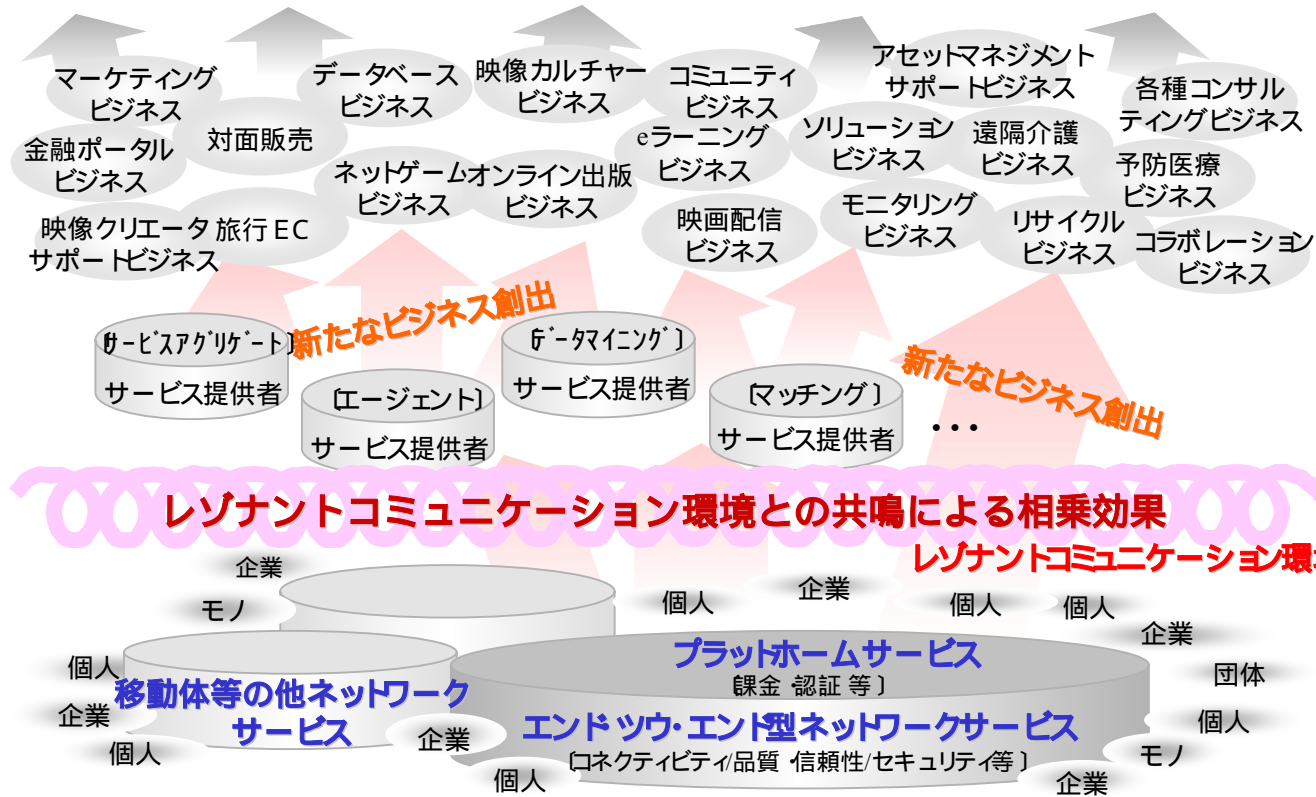 マーケティング
ビジネス
データベース
ビジネス
映像カルチャー
ビジネス
コミュニティ
ビジネス
アセットマネジメント
サポートビジネス
各種コンサル
ティングビジネス
金融ポータル
ビジネス
対面販売
ネットゲーム
ビジネス
オンライン出版
ビジネス
eラーニング
ビジネス
ソリューション
ビジネス
遠隔介護
ビジネス
予防医療
ビジネス
映像クリエータ
サポートビジネス
旅行EC
映画配信
ビジネス
モニタリング
ビジネス
リサイクル
ビジネス
コラボレーション
ビジネス
新たなビジネス創出
新たなビジネス創出
〔ｻｰﾋﾞｽｱｸﾞﾘｹﾞｰﾄ〕
サービス提供者
〔エージェント〕
サービス提供者
〔ﾃﾞｰﾀﾏｲﾆﾝｸﾞ〕
サービス提供者
〔マッチング〕
サービス提供者
・・・
レゾナントコミュニケーション環境との共鳴による相乗効果
レゾナントコミュニケーション環
企業
モノ
個人
企業
個人
個人
企業
団体
個人
モノ
企業
個人
企業
個人
企業
個人
移動体等の他ネットワーク
サービス
プラットホームサービス
〔課金・認証 等〕
エンド・ツウ・エンド型ネットワークサービス
〔コネクティビティ/品質・信頼性/セキュリティ等〕